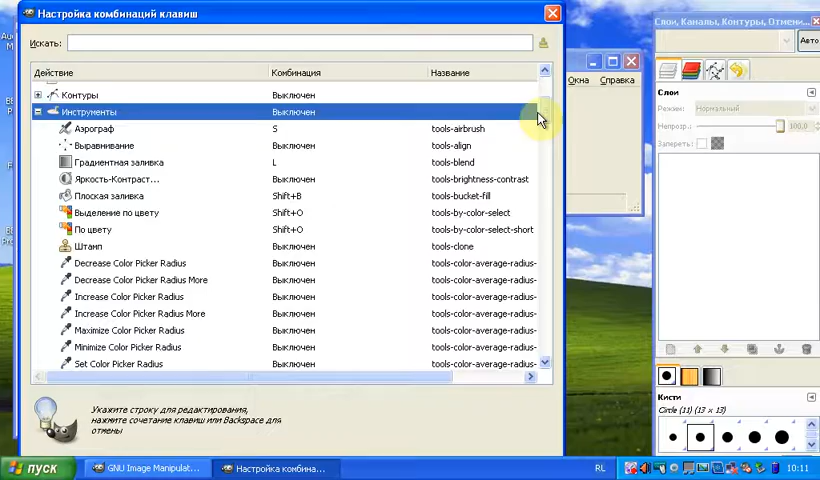 Настройка комбинаций клавиш
Слои, Каналы, Контуры, Отмени...
Искать:
Авто
Действие Комбинация Название
Окна Справка
Контуры Выключен
Инструменты Выключен
Аэрограф S tools-airbrush
Выравнивание Выключен tools-align
Градиентная заливка L tools-blend
Яркость-Контраст... Выключен tools-brightness-contrast
Плоская заливка Shift+B tools-bucket-fill
Выделение по цвету Shift+O tools-by-color-select
По цвету Shift+O tools-by-color-select-short
Штамп Выключен tools-clone
Decrease Color Picker Radius Выключен tools-color-average-radius-
Decrease Color Picker Radius More Выключен tools-color-average-radius-
Increase Color Picker Radius Выключен tools-color-average-radius-
Increase Color Picker Radius More Выключен tools-color-average-radius-
Maximize Color Picker Radius Выключен tools-color-average-radius-
Minimize Color Picker Radius Выключен tools-color-average-radius-
Set Color Picker Radius Выключен tools-color-average-radius-
Укажите строку для редактирования,
нажмите сочетание клавиш или Backspace для
отмены
Слои
Режим: Нормальный
Непрозр.: 100,0
Запереть:
Кисти
Circle (11) (13 × 13)
пуск GNU Image Manipulat... Настройка комбина... RL 10:11